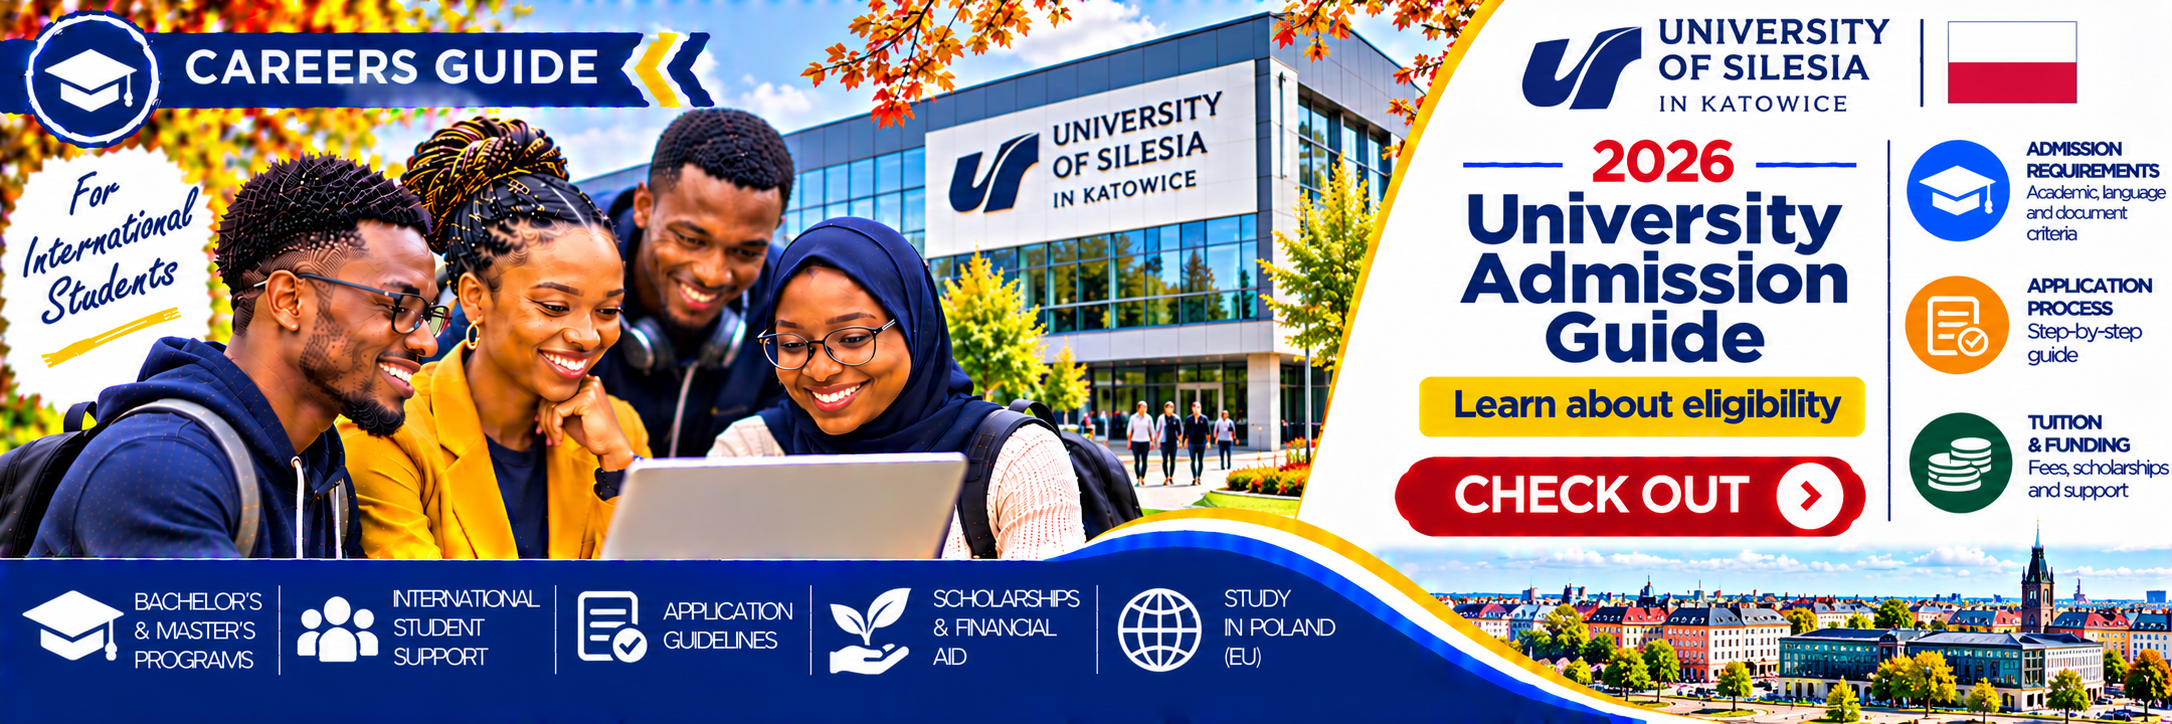 CAREERS GUIDE
For
International
Students
UNIVERSITY
OF SILESIA
IN KATOWICE
UNIVERSITY
OF SILESIA
IN KATOWICE
2026
University
Admission
Guide
Learn about eligibility
CHECK OUT
ADMISSION
REQUIREMENTS
Academic, language
and document
criteria
APPLICATION
PROCESS
Step-by-step
guide
TUITION
& FUNDING
Fees, scholarships
and support
BACHELOR'S
& MASTER'S
PROGRAMS
INTERNATIONAL
STUDENT
SUPPORT
APPLICATION
GUIDELINES
SCHOLARSHIPS
& FINANCIAL
AID
STUDY
IN POLAND
(EU)